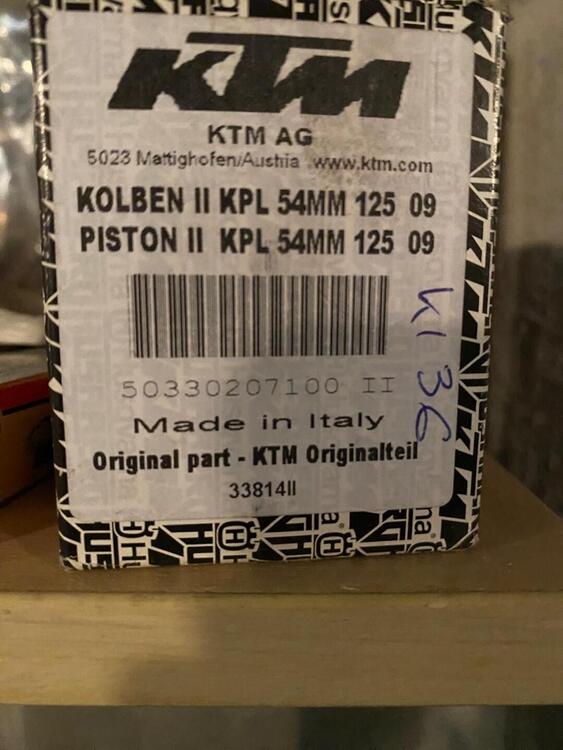 KTM
KTM AG
5023 Mattighofen/Austria www.ktm.com
KOLBEN II KPL 54MM 125 09
PISTON II KPL 54MM 125 09
50330207100 II
Made in Italy
Original part - KTM Originalteil
33814II
36